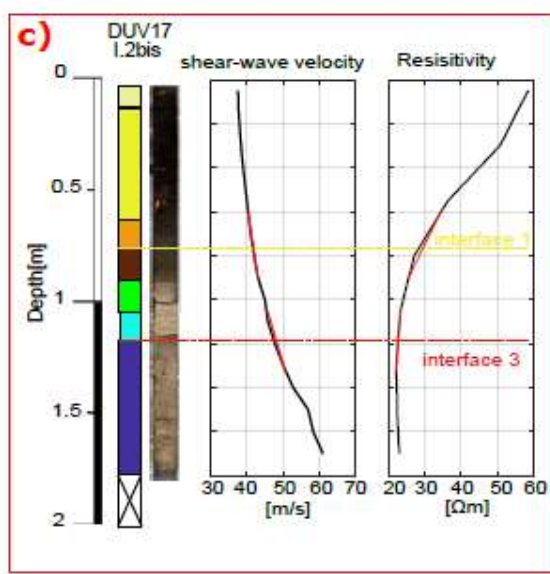 c)
DUV17
I.2bis
shear-wave velocity
Resisitivity
0
0.5
1
1.5
2
Depth[m]
interface 1
interface 3
30 40 50 60 70
[m/s]
20 30 40 50 60
[Ωm]